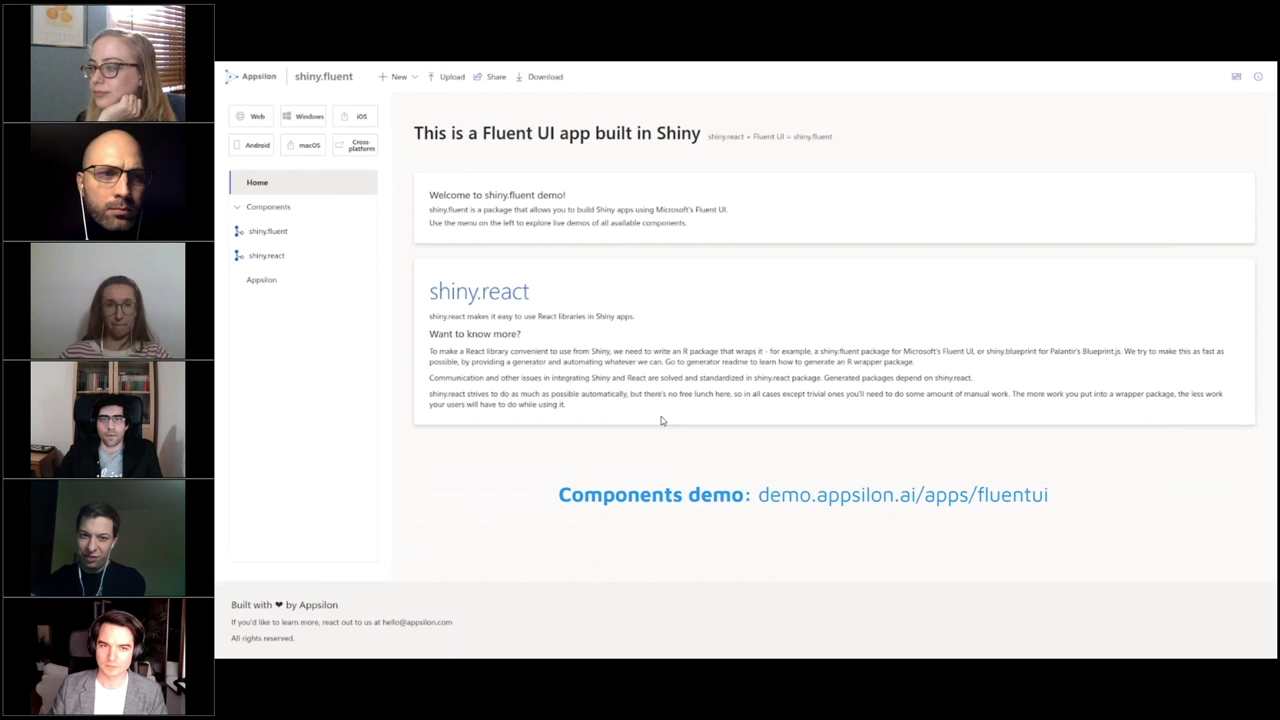 Appsilon
shiny.fluent
New
Upload
Share
Download
Web
Windows
iOS
Android
macOS
Cross-
platform
Home
Components
shiny.fluent
shiny.react
Appsilon
This is a Fluent UI app built in Shiny
shiny.react + Fluent UI = shiny.fluent
Welcome to shiny.fluent demo!
shiny.fluent is a package that allows you to build Shiny apps using Microsoft's Fluent UI.
Use the menu on the left to explore live demos of all available components.
shiny.react
shiny.react makes it easy to use React libraries in Shiny apps.
Want to know more?
To make a React library convenient to use from Shiny, we need to write an R package that wraps it - for example, a shiny.fluent package for Microsoft's Fluent UI, or shiny.blueprint for Palantir's Blueprint.js. We try to make this as fast as
possible, by providing a generator and automating whatever we can. Go to generator readme to learn how to generate an R wrapper package.
Communication and other issues in integrating Shiny and React are solved and standardized in shiny.react package. Generated packages depend on shiny.react.
shiny.react strives to do as much as possible automatically, but there's no free lunch here, so in all cases except trivial ones you'll need to do some amount of manual work. The more work you put into a wrapper package, the less work
your users will have to do while using it.
Components demo: demo.appsilon.ai/apps/fluentui
Built with ❤ by Appsilon
If you'd like to learn more, react out to us at hello@appsilon.com
All rights reserved.